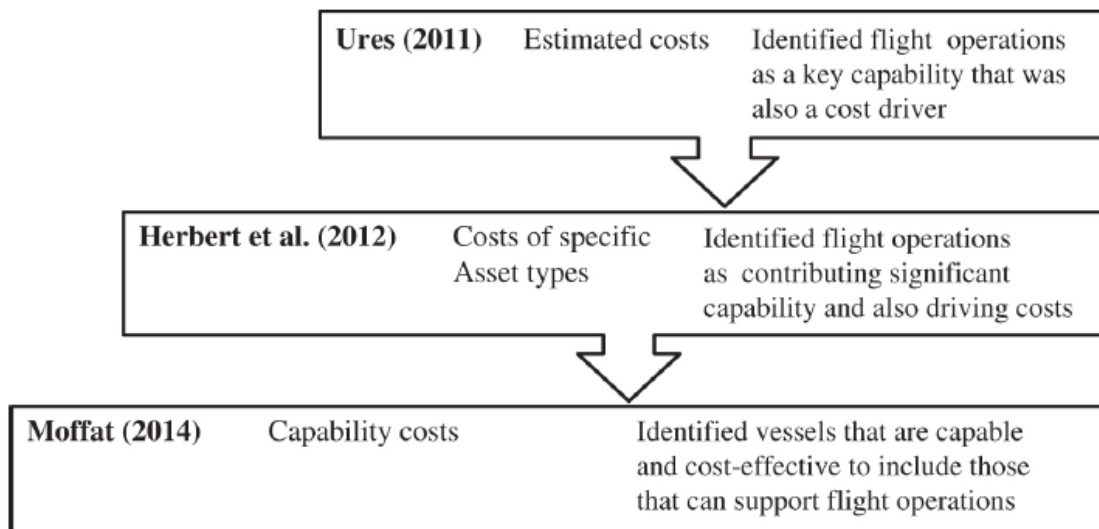 Ures (2011) Estimated costs Identified flight operations
as a key capability that was
also a cost driver
Herbert et al. (2012) Costs of specific Identified flight operations
Asset types as contributing significant
capability and also driving costs
Moffat (2014) Capability costs Identified vessels that are capable
and cost-effective to include those
that can support flight operations